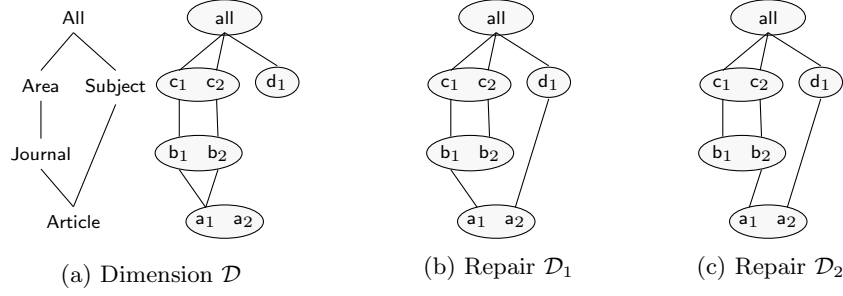 All
Area Subject
Journal
Article
all
c1 c2 d1
b1 b2
a1 a2
(a) Dimension D
all
c1 c2 d1
b1 b2
a1 a2
(b) Repair D1
all
c1 c2 d1
b1 b2
a1 a2
(c) Repair D2